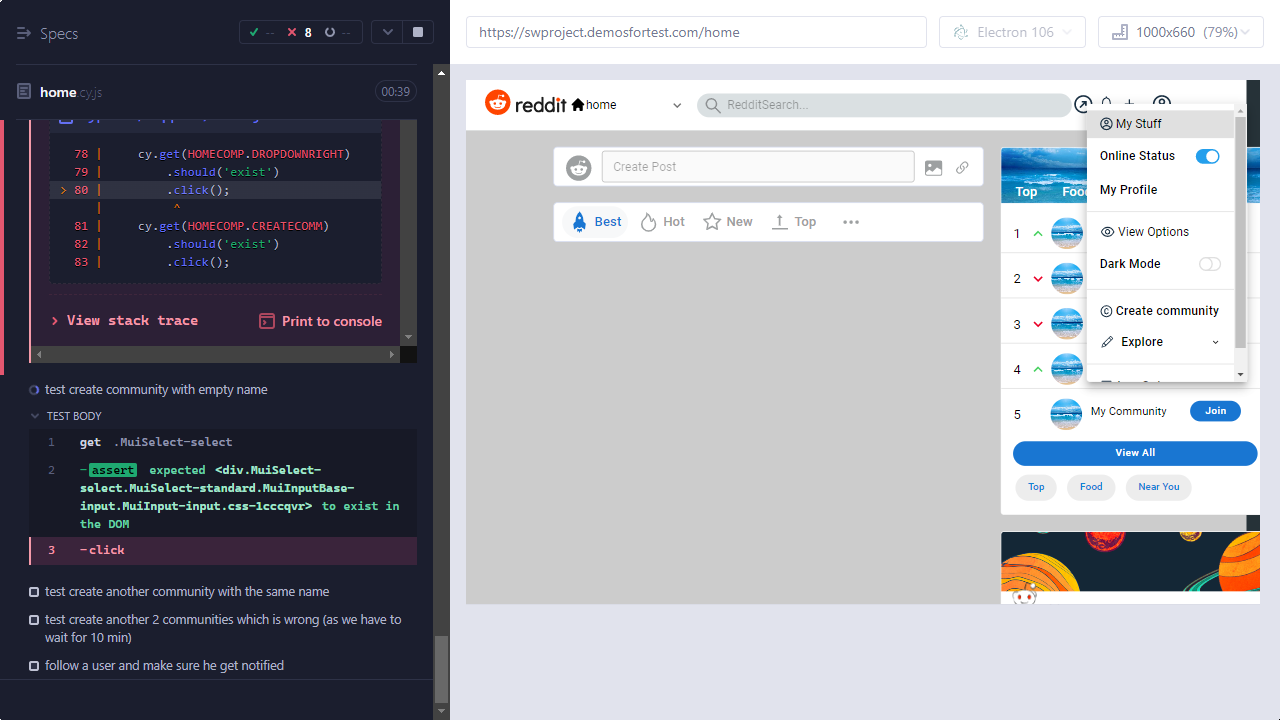 Specs
--
8
--
home.cy.js
00:39
78 | cy.get(HOMECOMP.DROPDOWNRIGHT)
79 | .should('exist')
> 80 | .click();
| ^
81 | cy.get(HOMECOMP.CREATECOMM)
82 | .should('exist')
83 | .click();
> View stack trace
Print to console
test create community with empty name
TEST BODY
1 get .MuiSelect-select
2 -assert expected <div.MuiSelect-
select.MuiSelect-standard.MuiInputBase-
input.MuiInput-input.css-1cccqvr> to exist in
the DOM
3 -click
test create another community with the same name
test create another 2 communities which is wrong (as we have to
wait for 10 min)
follow a user and make sure he get notified
https://swproject.demosfortest.com/home
Electron 106
1000x660 (79%)
reddit home
RedditSearch...
Create Post
Best
Hot
New
Top
My Stuff
Online Status
My Profile
View Options
Dark Mode
Create community
Explore
Top
1
2
3
4
5
My Community
Join
View All
Top
Food
Near You